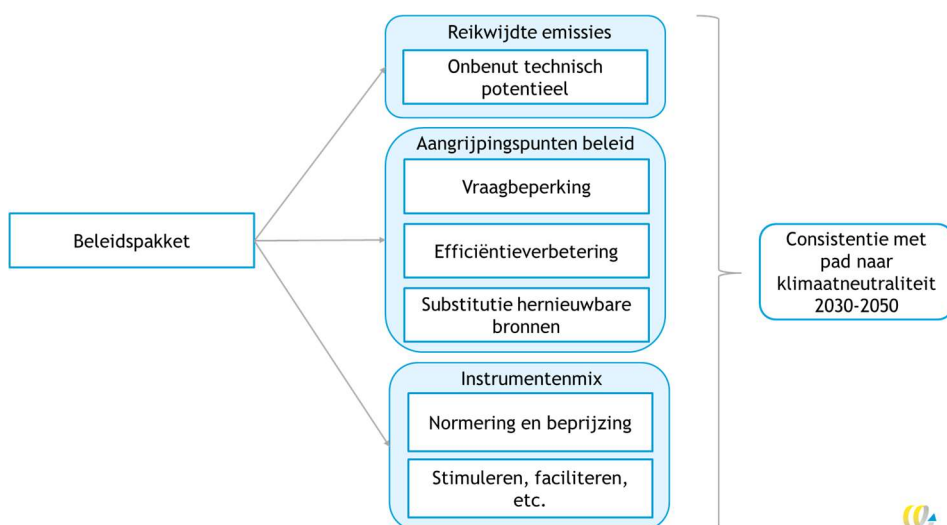 Reikwijdte emissies
Onbenut technisch
potentieel
Aangrijpingspunten beleid
Vraagbeperking
Efficiëntieverbetering
Substitutie hernieuwbare
bronnen
Instrumentenmix
Normering en beprijzing
Stimuleren, faciliteren,
etc.
Beleidspakket
Consistentie met
pad naar
klimaatneutraliteit
2030-2050